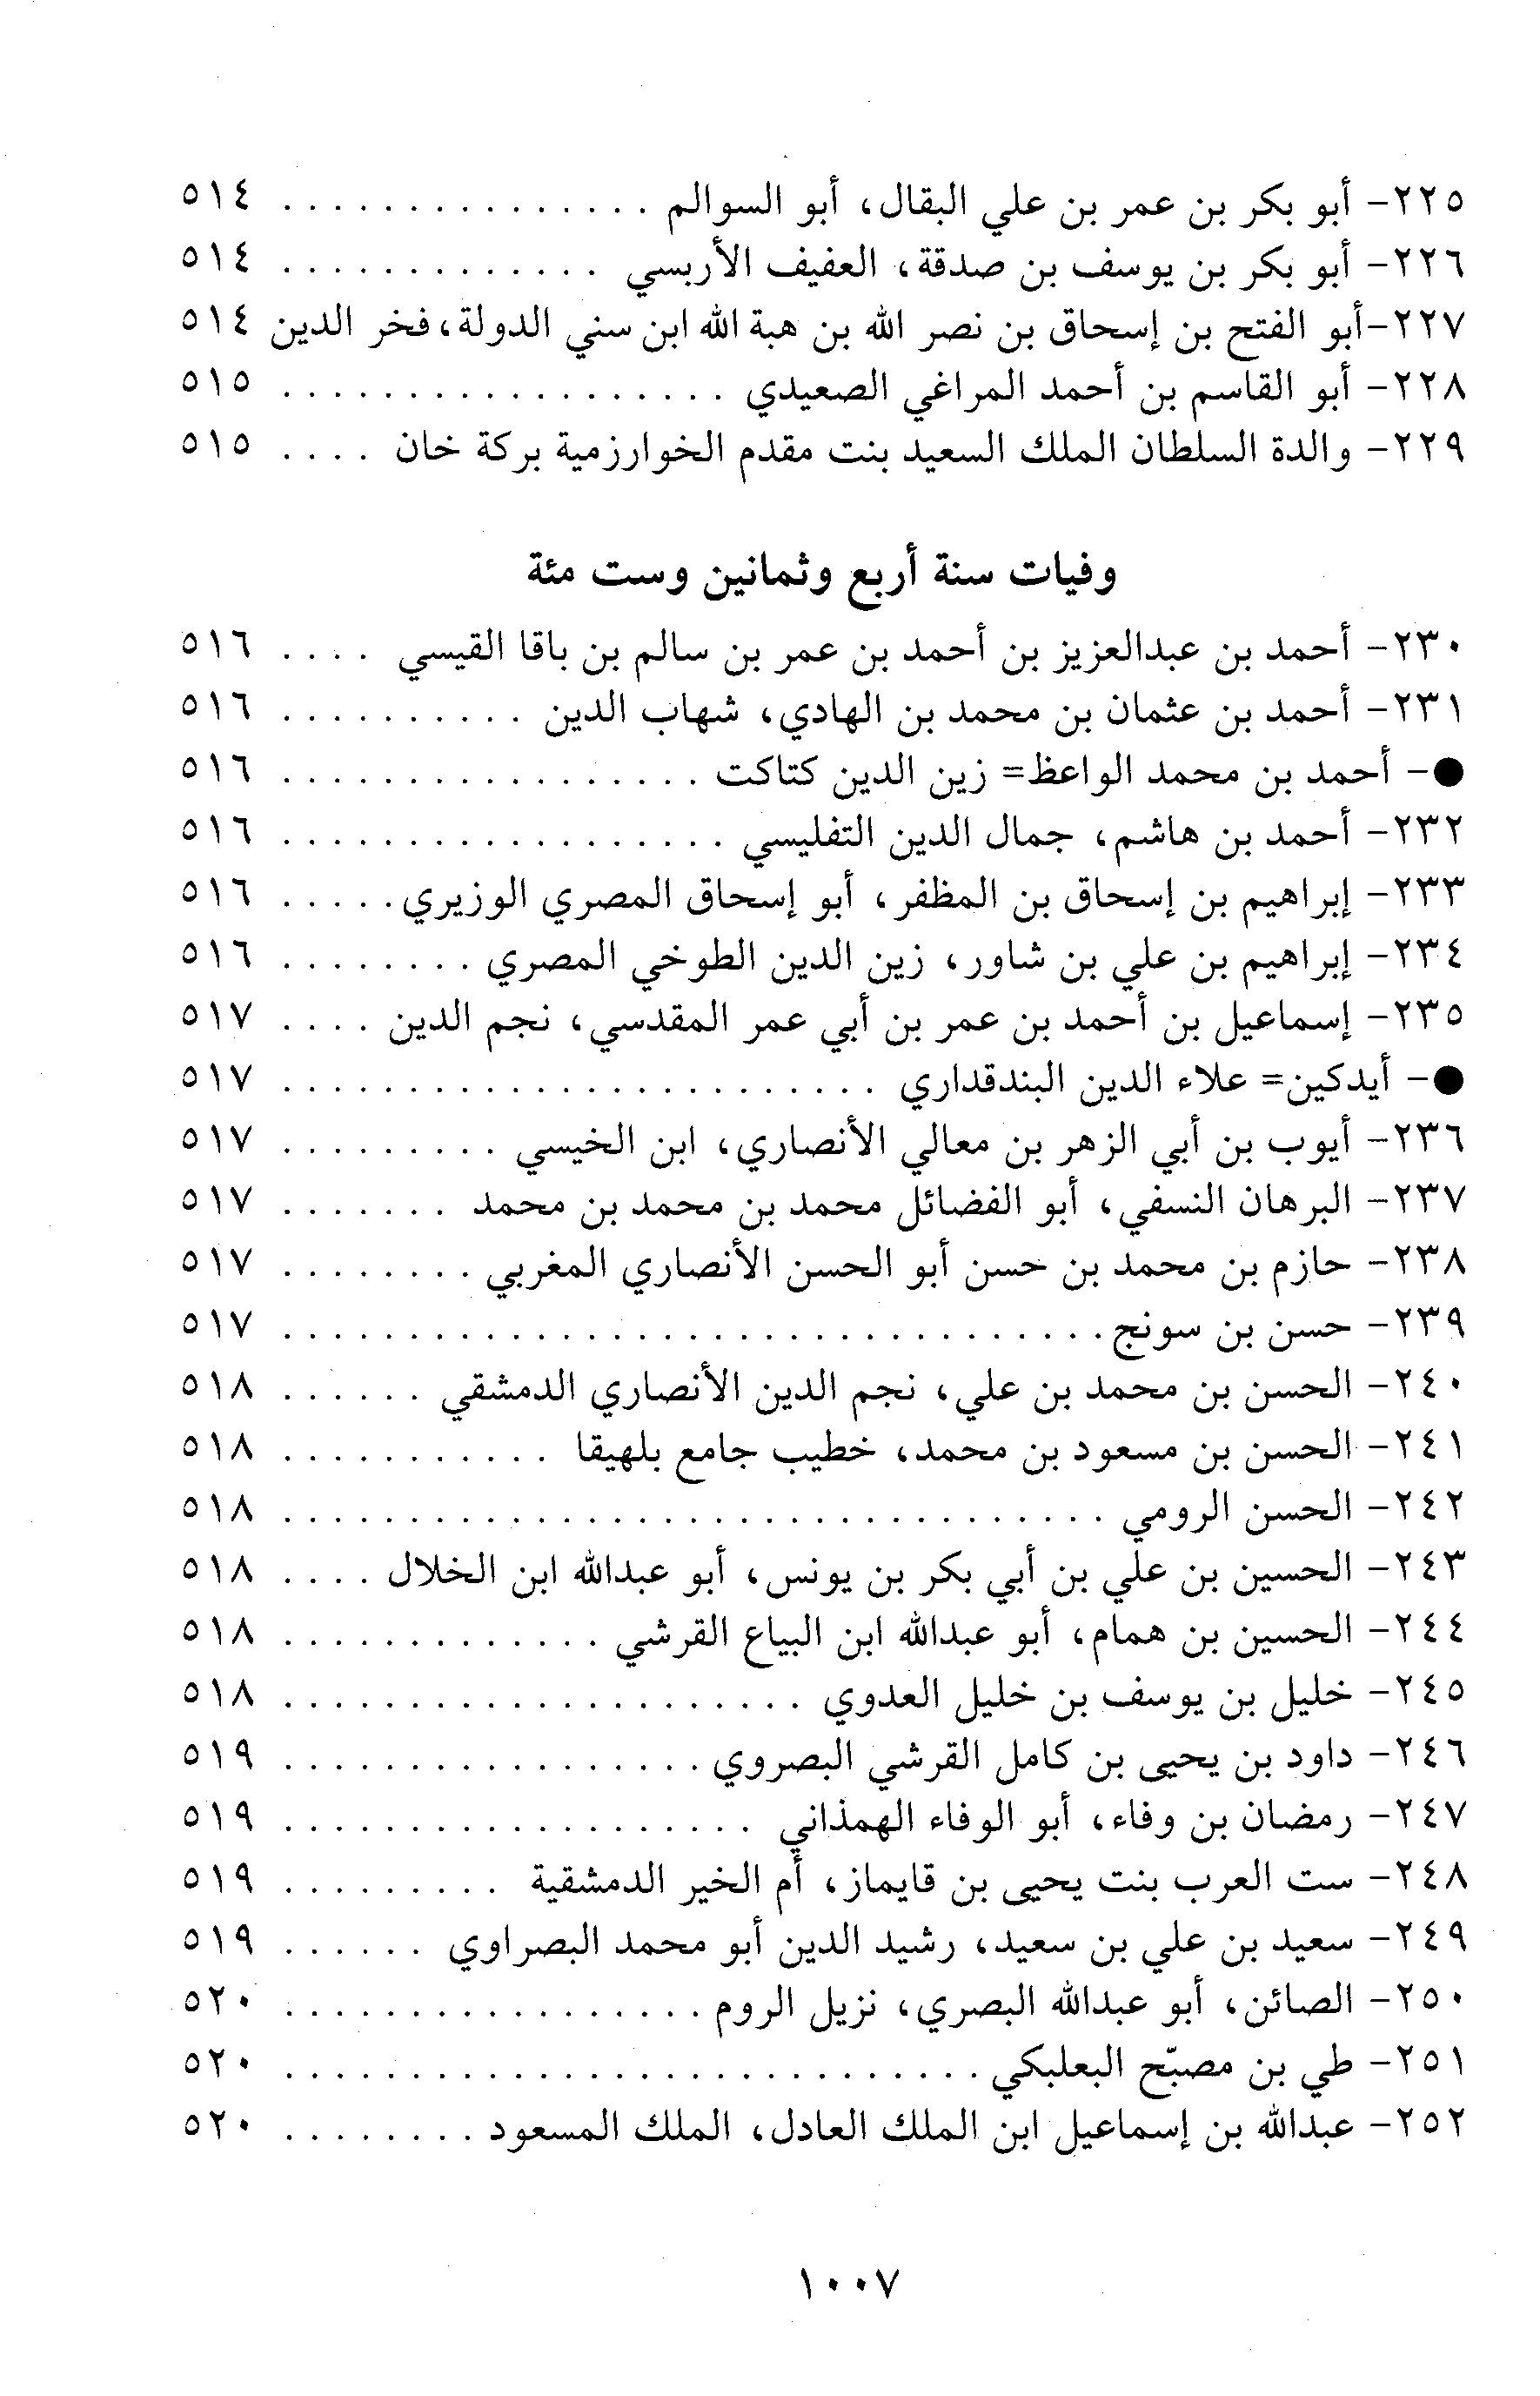 ٢٢٥- أبو بكر بن عمر بن علي البقال، أبو السوالم . . . . . . . . . . . . . . . ٥١٤
٢٢٦- أبو بكر بن يوسف بن صدقة، العفيف الأربسي . . . . . . . . . . . . . ٥١٤
٢٢٧-أبو الفتح بن إسحاق بن نصر الله بن هبة الله ابن سني الدولة،فخر الدين ٥١٤
٢٢٨- أبو القاسم بن أحمد المراغي الصعيدي . . . . . . . . . . . . . . . . . . ٥١٥
٢٢٩- والدة السلطان الملك السعيد بنت مقدم الخوارزمية بركة خان . . . . ٥١٥
وفيات سنة أربع وثمانين وست مئة
٢٣٠- أحمد بن عبدالعزيز بن أحمد بن عمر بن سالم بن باقا القيسي . . . . ٥١٦
٢٣١- أحمد بن عثمان بن محمد بن الهادي، شهاب الدين . . . . . . . . . . ٥١٦
●- أحمد بن محمد الواعظ= زين الدين كتاكت . . . . . . . . . . . . . . . . . ٥١٦
٢٣٢- أحمد بن هاشم، جمال الدين التفليسي . . . . . . . . . . . . . . . . . . ٥١٦
٢٣٣- إبراهيم بن إسحاق بن المظفر، أبو إسحاق المصري الوزيري . . . . . ٥١٦
٢٣٤- إبراهيم بن علي بن شاور، زين الدين الطوخي المصري . . . . . . . . ٥١٦
٢٣٥- إسماعيل بن أحمد بن عمر بن أبي عمر المقدسي، نجم الدين . . . . ٥١٧
●- أيدكين= علاء الدين البندقداري . . . . . . . . . . . . . . . . . . . . . . . . ٥١٧
٢٣٦- أيوب بن أبي الزهر بن معالي الأنصاري، ابن الخيسي . . . . . . . . . ٥١٧
٢٣٧- البرهان النسفي، أبو الفضائل محمد بن محمد بن محمد . . . . . . . ٥١٧
٢٣٨- حازم بن محمد بن حسن أبو الحسن الأنصاري المغربي . . . . . . . . ٥١٧
٢٣٩- حسن بن سونج . . . . . . . . . . . . . . . . . . . . . . . . . . . . . . . . . ٥١٧
٢٤٠- الحسن بن محمد بن علي، نجم الدين الأنصاري الدمشقي . . . . . . ٥١٨
٢٤١- الحسن بن مسعود بن محمد، خطيب جامع بلهيقا . . . . . . . . . . . ٥١٨
٢٤٢- الحسن الرومي . . . . . . . . . . . . . . . . . . . . . . . . . . . . . . . . . ٥١٨
٢٤٣- الحسين بن علي بن أبي بكر بن يونس، أبو عبدالله ابن الخلال . . . . ٥١٨
٢٤٤- الحسين بن همام، أبو عبدالله ابن البياع القرشي . . . . . . . . . . . . . ٥١٨
٢٤٥- خليل بن يوسف بن خليل العدوي . . . . . . . . . . . . . . . . . . . . . ٥١٨
٢٤٦- داود بن يحيى بن كامل القرشي البصروي . . . . . . . . . . . . . . . . . ٥١٩
٢٤٧- رمضان بن وفاء، أبو الوفاء الهمذاني . . . . . . . . . . . . . . . . . . . ٥١٩
٢٤٨- ست العرب بنت يحيى بن قايماز، أم الخير الدمشقية . . . . . . . . . ٥١٩
٢٤٩- سعيد بن علي بن سعيد، رشيد الدين أبو محمد البصراوي . . . . . . ٥١٩
٢٥٠- الصائن، أبو عبدالله البصري، نزيل الروم . . . . . . . . . . . . . . . . . ٥٢٠
٢٥١- طي بن مصبّح البعلبكي . . . . . . . . . . . . . . . . . . . . . . . . . . . . ٥٢٠
٢٥٢- عبدالله بن إسماعيل ابن الملك العادل، الملك المسعود . . . . . . . . ٥٢٠
١٠٠٧